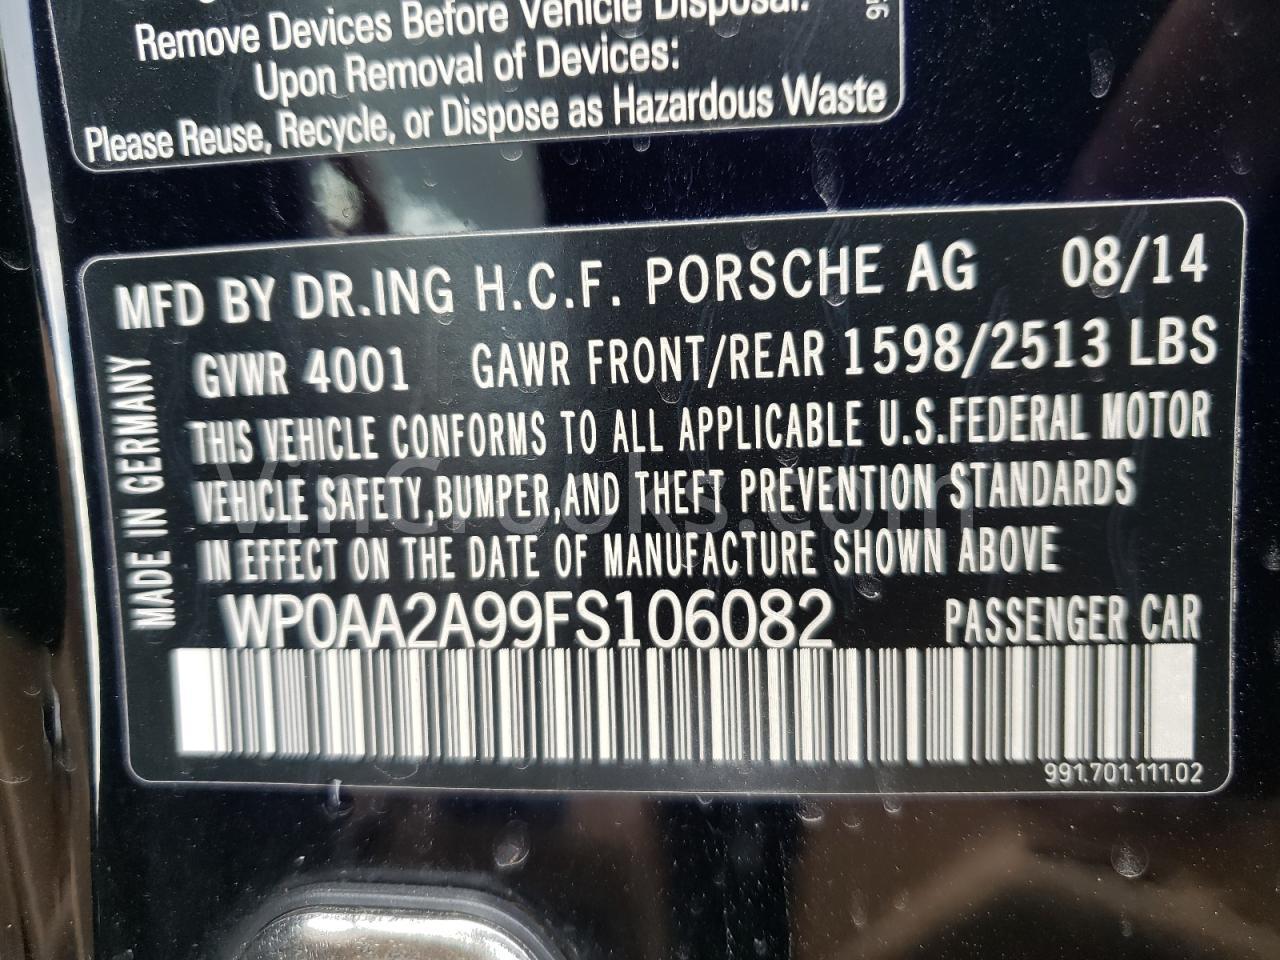 Remove Devices Before Vehicle Disposal.
Upon Removal of Devices:
Please Reuse, Recycle, or Dispose as Hazardous Waste
MFD BY DR.ING H.C.F. PORSCHE AG 08/14
GVWR 4001 GAWR FRONT/REAR 1598/2513 LBS
THIS VEHICLE CONFORMS TO ALL APPLICABLE U.S.FEDERAL MOTOR
VEHICLE SAFETY,BUMPER,AND THEFT PREVENTION STANDARDS
IN EFFECT ON THE DATE OF MANUFACTURE SHOWN ABOVE
WP0AA2A99FS106082 PASSENGER CAR
991.701.111.02
MADE IN GERMANY
VinCrooks.com